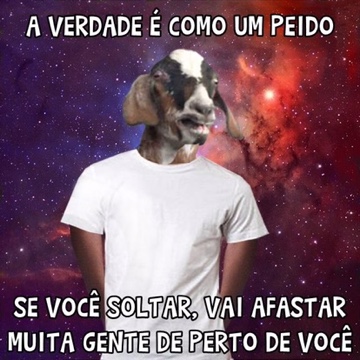 A VERDADE É COMO UM PEIDO
SE VOCÊ SOLTAR, VAI AFASTAR
MUITA GENTE DE PERTO DE VOCÊ